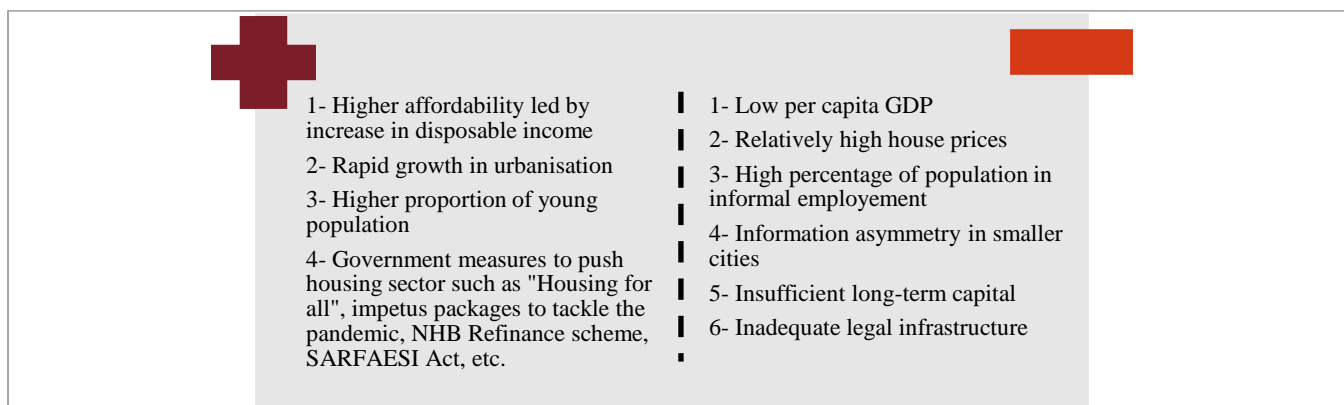 1- Higher affordability led by
increase in disposable income
2- Rapid growth in urbanisation
3- Higher proportion of young
population
4- Government measures to push
housing sector such as "Housing for
all", impetus packages to tackle the
pandemic, NHB Refinance scheme,
SARFAESI Act, etc.
1- Low per capita GDP
2- Relatively high house prices
3- High percentage of population in
informal employement
4- Information asymmetry in smaller
cities
5- Insufficient long-term capital
6- Inadequate legal infrastructure